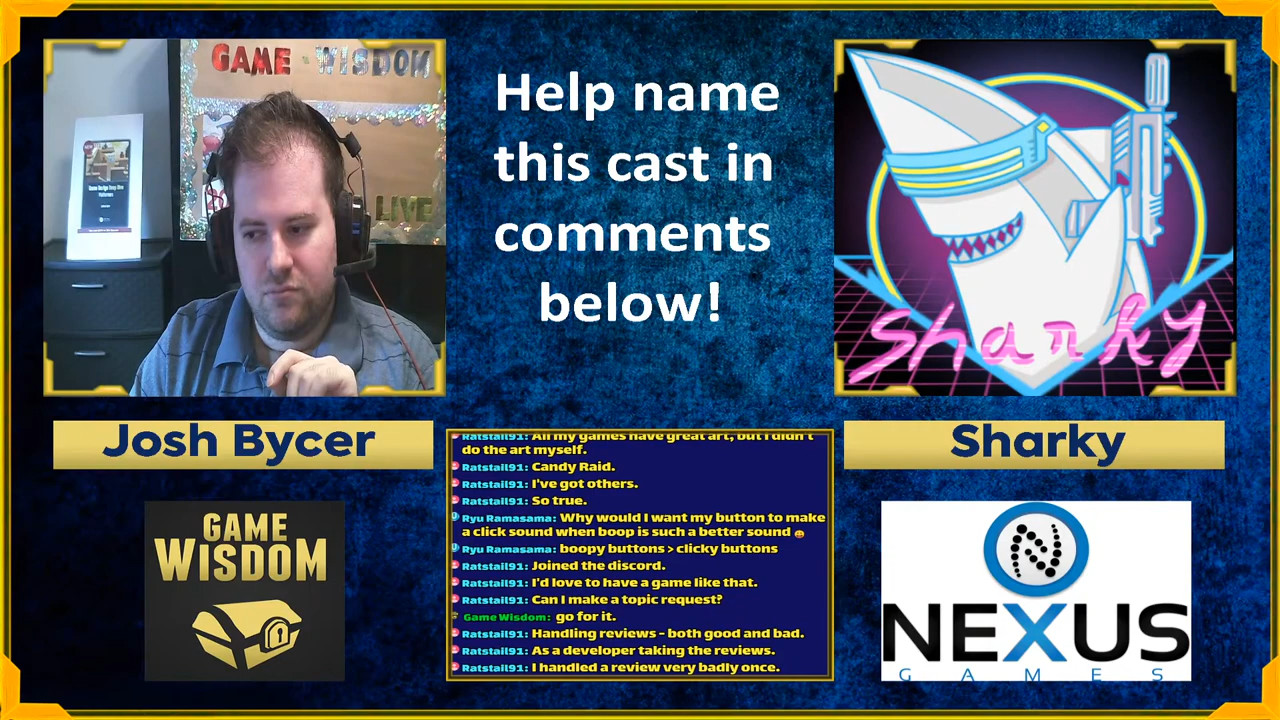 GAME WISDOM
LIVE
Help name
this cast in
comments
below!
Sharky
Josh Bycer
Sharky
GAME
WISDOM
Ratstail91: All my games have great art, but I didn't
do the art myself.
Ratstail91: Candy Raid.
Ratstail91: I've got others.
Ratstail91: So true.
Ryu Ramasama: Why would I want my button to make
a click sound when boop is such a better sound
Ryu Ramasama: boopy buttons > clicky buttons
Ratstail91: Joined the discord.
Ratstail91: I'd love to have a game like that.
Ratstail91: Can I make a topic request?
Game Wisdom: go for it.
Ratstail91: Handling reviews - both good and bad.
Ratstail91: As a developer taking the reviews.
Ratstail91: I handled a review very badly once.
N
NEXUS
GAMES